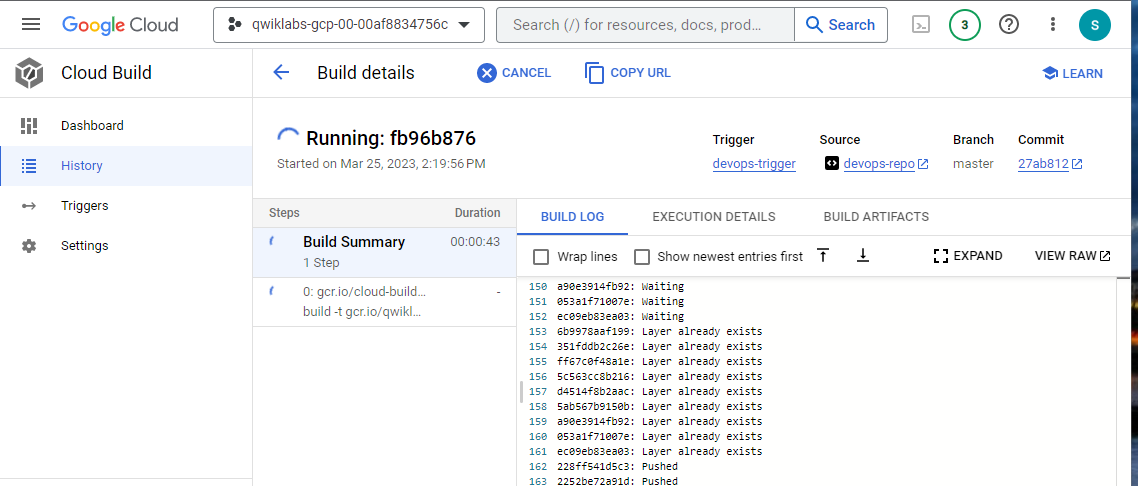 Google Cloud
qwiklabs-gcp-00-00af8834756c
Search (/) for resources, docs, prod...
Search
3
S
Cloud Build
Build details
CANCEL
COPY URL
LEARN
Dashboard
History
Triggers
Settings
Running: fb96b876
Started on Mar 25, 2023, 2:19:56 PM
Trigger
devops-trigger
Source
devops-repo
Branch
master
Commit
27ab812
Steps Duration
Build Summary 00:00:43
1 Step
0: gcr.io/cloud-build... -
build -t gcr.io/qwikl...
BUILD LOG EXECUTION DETAILS BUILD ARTIFACTS
Wrap lines Show newest entries first EXPAND VIEW RAW
150 a90e3914fb92: Waiting
151 053a1f71007e: Waiting
152 ec09eb83ea03: Waiting
153 6b9978aaf199: Layer already exists
154 351fddb2c26e: Layer already exists
155 ff67c0f48a1e: Layer already exists
156 5c563cc8b216: Layer already exists
157 d4514f8b2aac: Layer already exists
158 5ab567b9150b: Layer already exists
159 a90e3914fb92: Layer already exists
160 053a1f71007e: Layer already exists
161 ec09eb83ea03: Layer already exists
162 228ff541d5c3: Pushed
163 2252be72a91d: Pushed